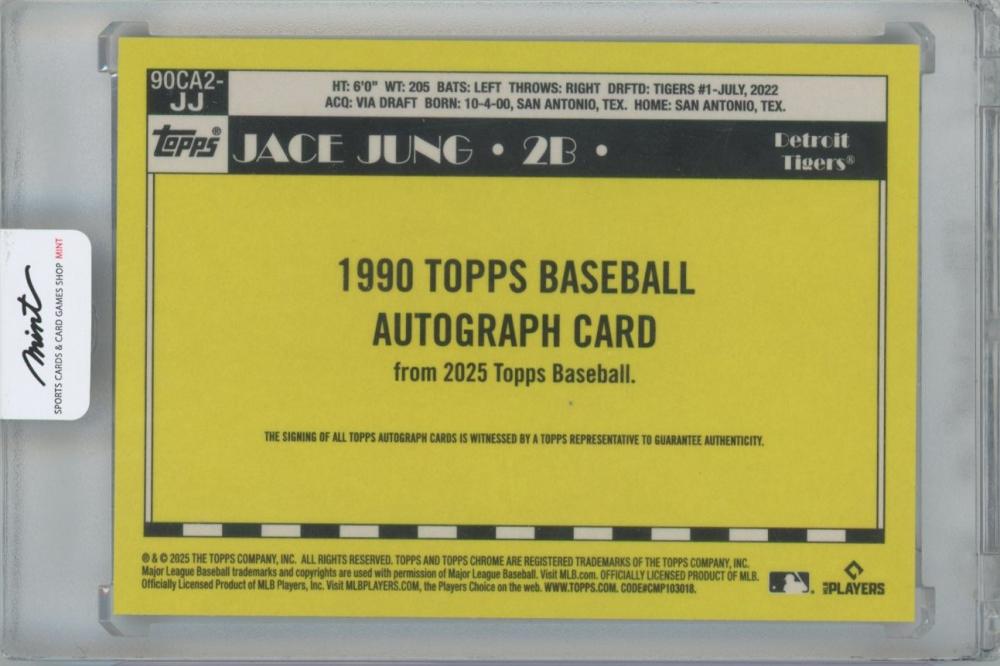 90CA2-
JJ
HT: 6'0" WT: 205 BATS: LEFT THROWS: RIGHT DRFTD: TIGERS #1-JULY, 2022
ACQ: VIA DRAFT BORN: 10-4-00, SAN ANTONIO, TEX. HOME: SAN ANTONIO, TEX.
Topps®
JACE JUNG • 2B •
Detroit
Tigers®
1990 TOPPS BASEBALL
AUTOGRAPH CARD
from 2025 Topps Baseball.
THE SIGNING OF ALL TOPPS AUTOGRAPH CARDS IS WITNESSED BY A TOPPS REPRESENTATIVE TO GUARANTEE AUTHENTICITY.
® & © 2025 THE TOPPS COMPANY, INC. ALL RIGHTS RESERVED. TOPPS AND TOPPS CHROME ARE REGISTERED TRADEMARKS OF THE TOPPS COMPANY, INC.
Major League Baseball trademarks and copyrights are used with permission of Major League Baseball. Visit MLB.com. OFFICIALLY LICENSED PRODUCT OF MLB.
Officially Licensed Product of MLB Players, Inc. Visit MLBPLAYERS.COM, the Players Choice on the web. WWW.TOPPS.COM. CODE#CMP103018.
MLB PLAYERS
mint
SPORTS CARDS & CARD GAMES SHOP MINT